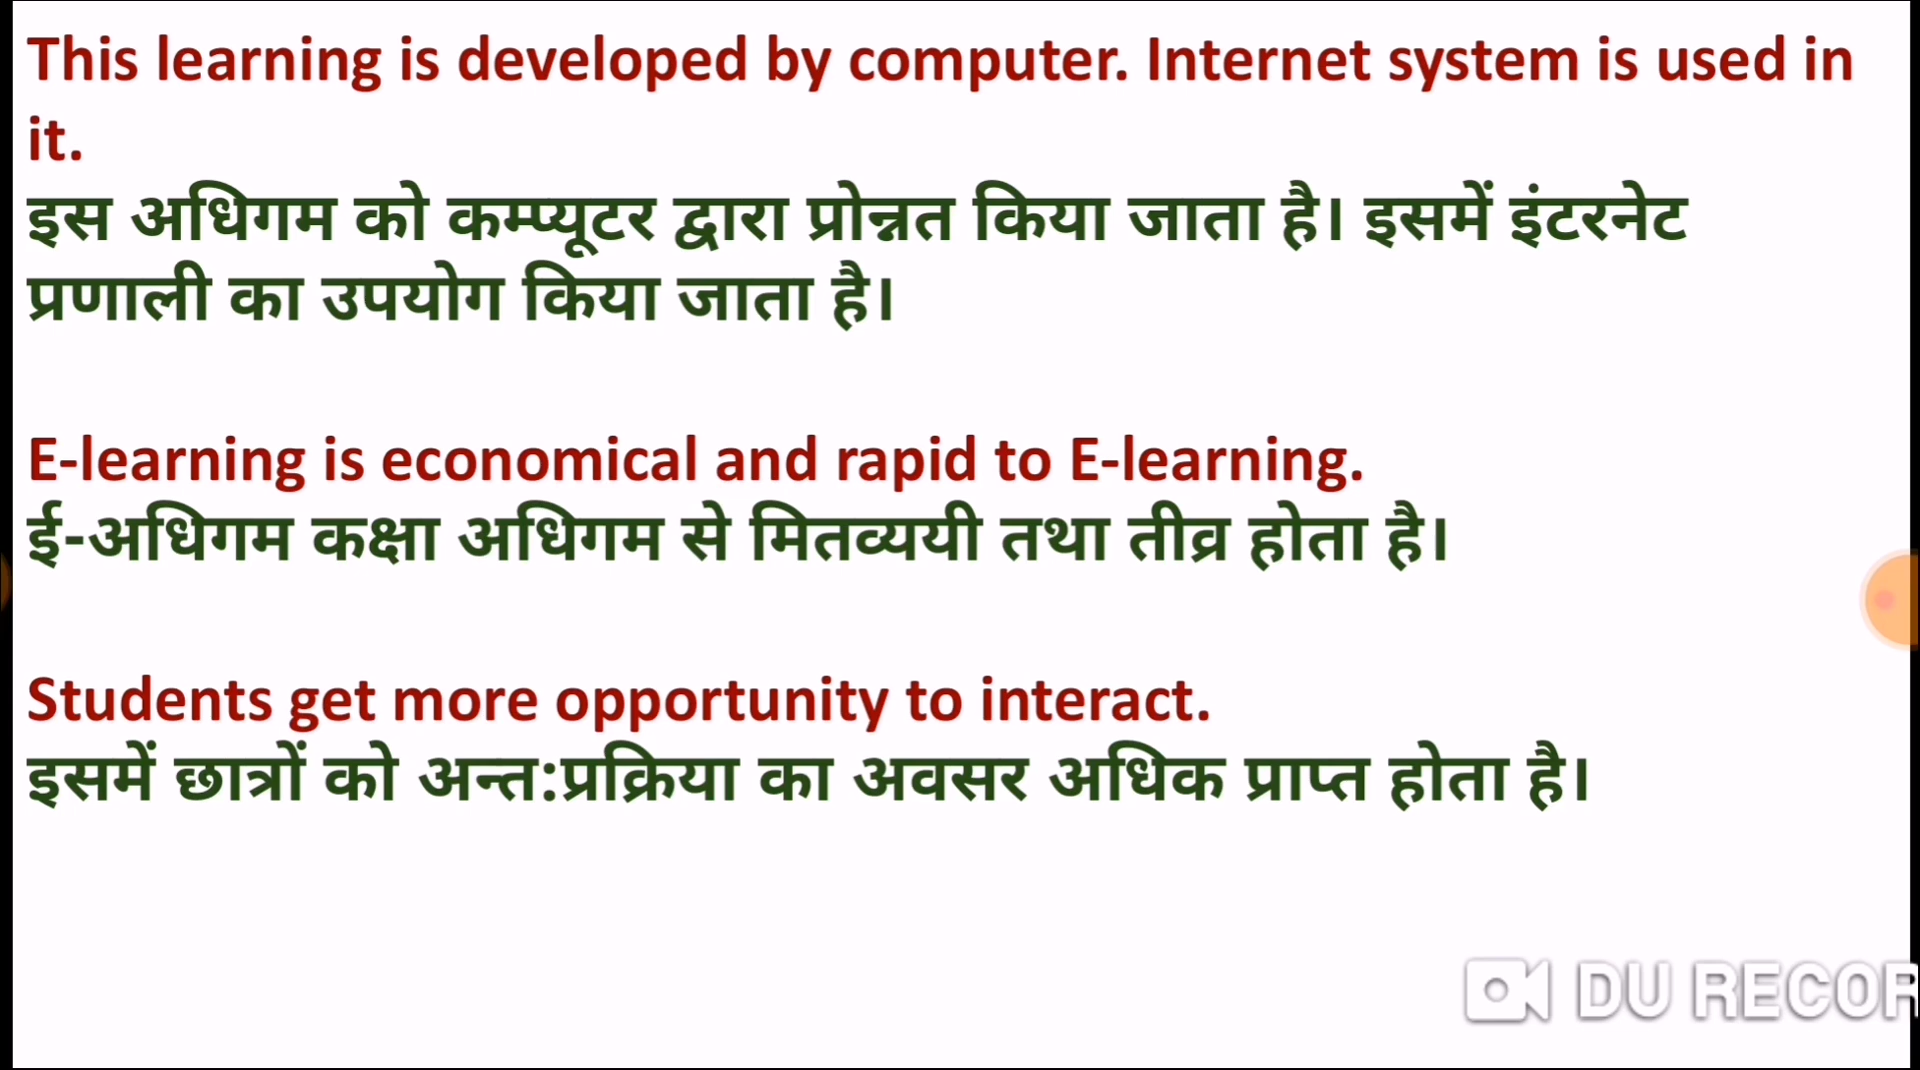 This learning is developed by computer. Internet system is used in
it.
इस अधिगम को कम्प्यूटर द्वारा प्रोन्नत किया जाता है। इसमें इंटरनेट
प्रणाली का उपयोग किया जाता है।
E-learning is economical and rapid to E-learning.
ई-अधिगम कक्षा अधिगम से मितव्ययी तथा तीव्र होता है।
Students get more opportunity to interact.
इसमें छात्रों को अन्त:प्रक्रिया का अवसर अधिक प्राप्त होता है।
DU RECOR